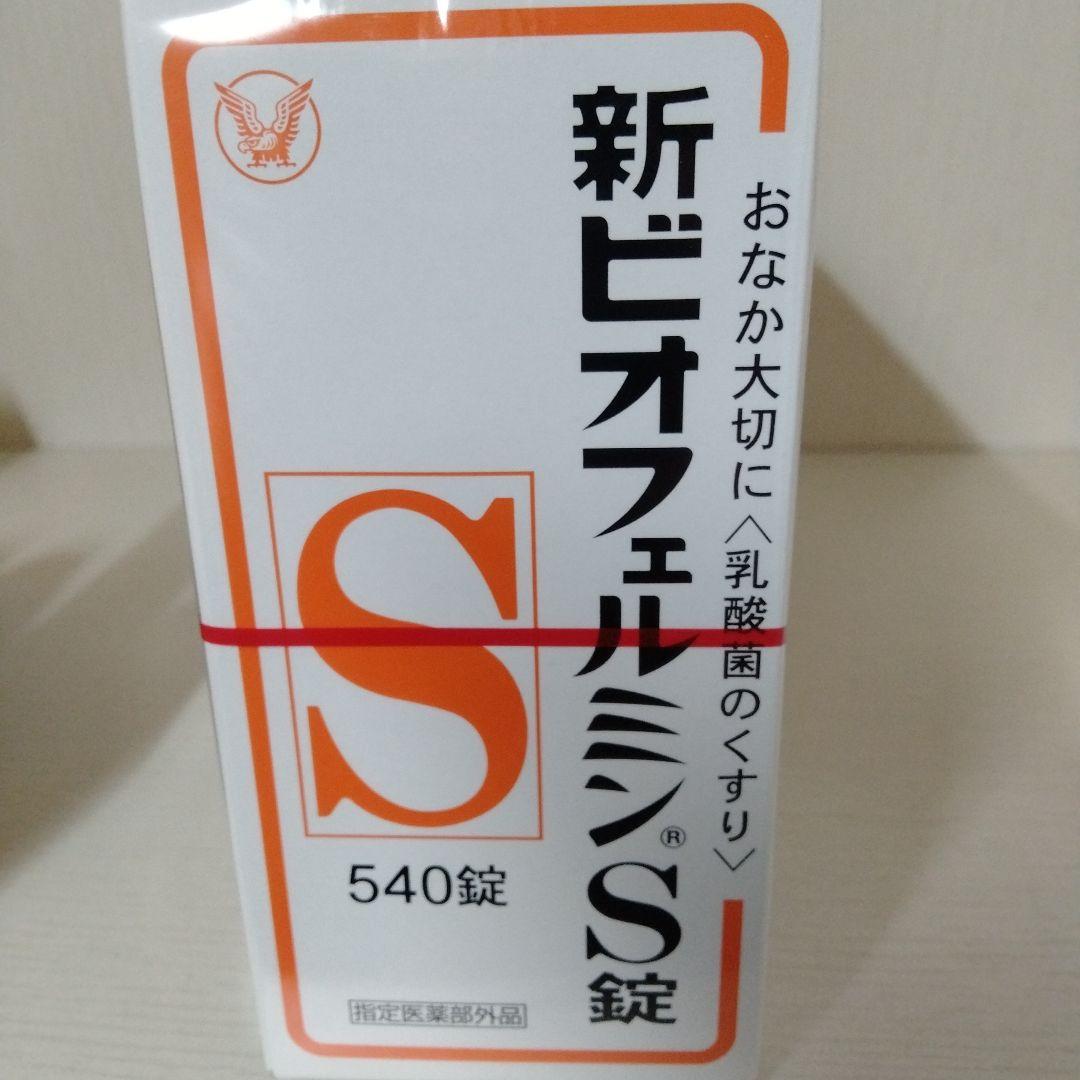 おなか大切に〈乳酸菌のくすり〉
新ビオフェルミン®S錠
S
540錠
指定医薬部外品